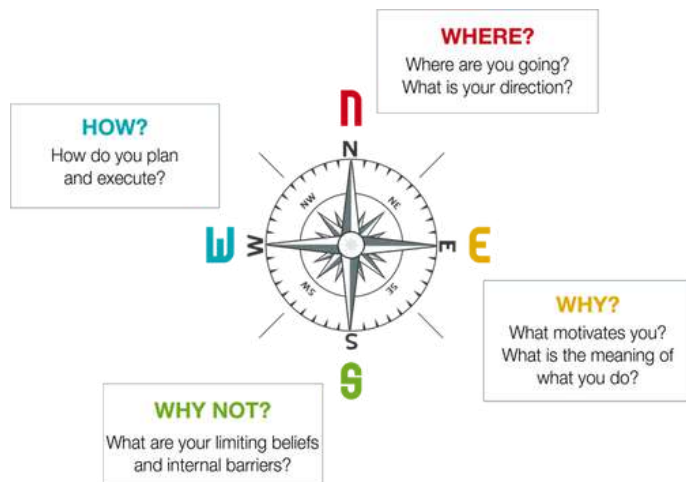 WHERE?
Where are you going?
What is your direction?
HOW?
How do you plan
and execute?
N
N
NW
NE
W
W
E
E
SW
SE
S
S
WHY?
What motivates you?
What is the meaning of
what you do?
WHY NOT?
What are your limiting beliefs
and internal barriers?